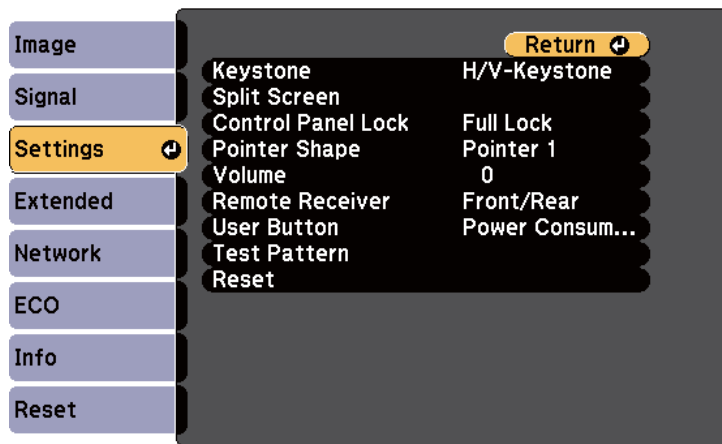 Image
Signal
Settings
Extended
Network
ECO
Info
Reset
Return
Keystone H/V-Keystone
Split Screen
Control Panel Lock Full Lock
Pointer Shape Pointer 1
Volume 0
Remote Receiver Front/Rear
User Button Power Consum...
Test Pattern
Reset